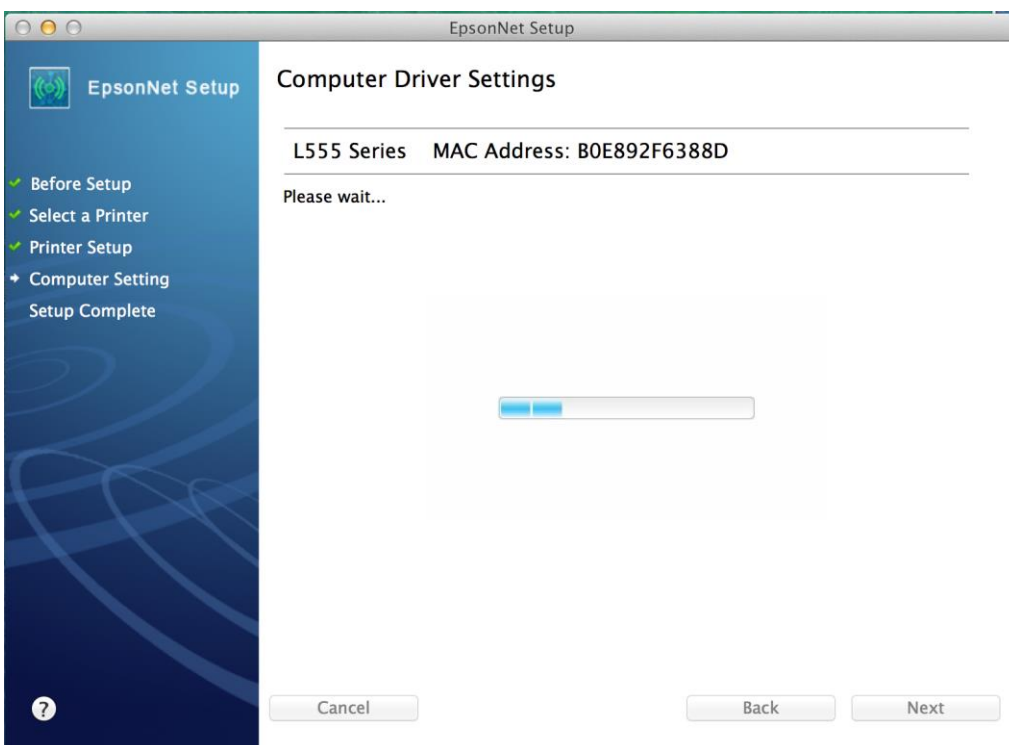 EpsonNet Setup
EpsonNet Setup
Before Setup
Select a Printer
Printer Setup
Computer Setting
Setup Complete
?
Computer Driver Settings
L555 Series MAC Address: B0E892F6388D
Please wait...
Cancel Back Next